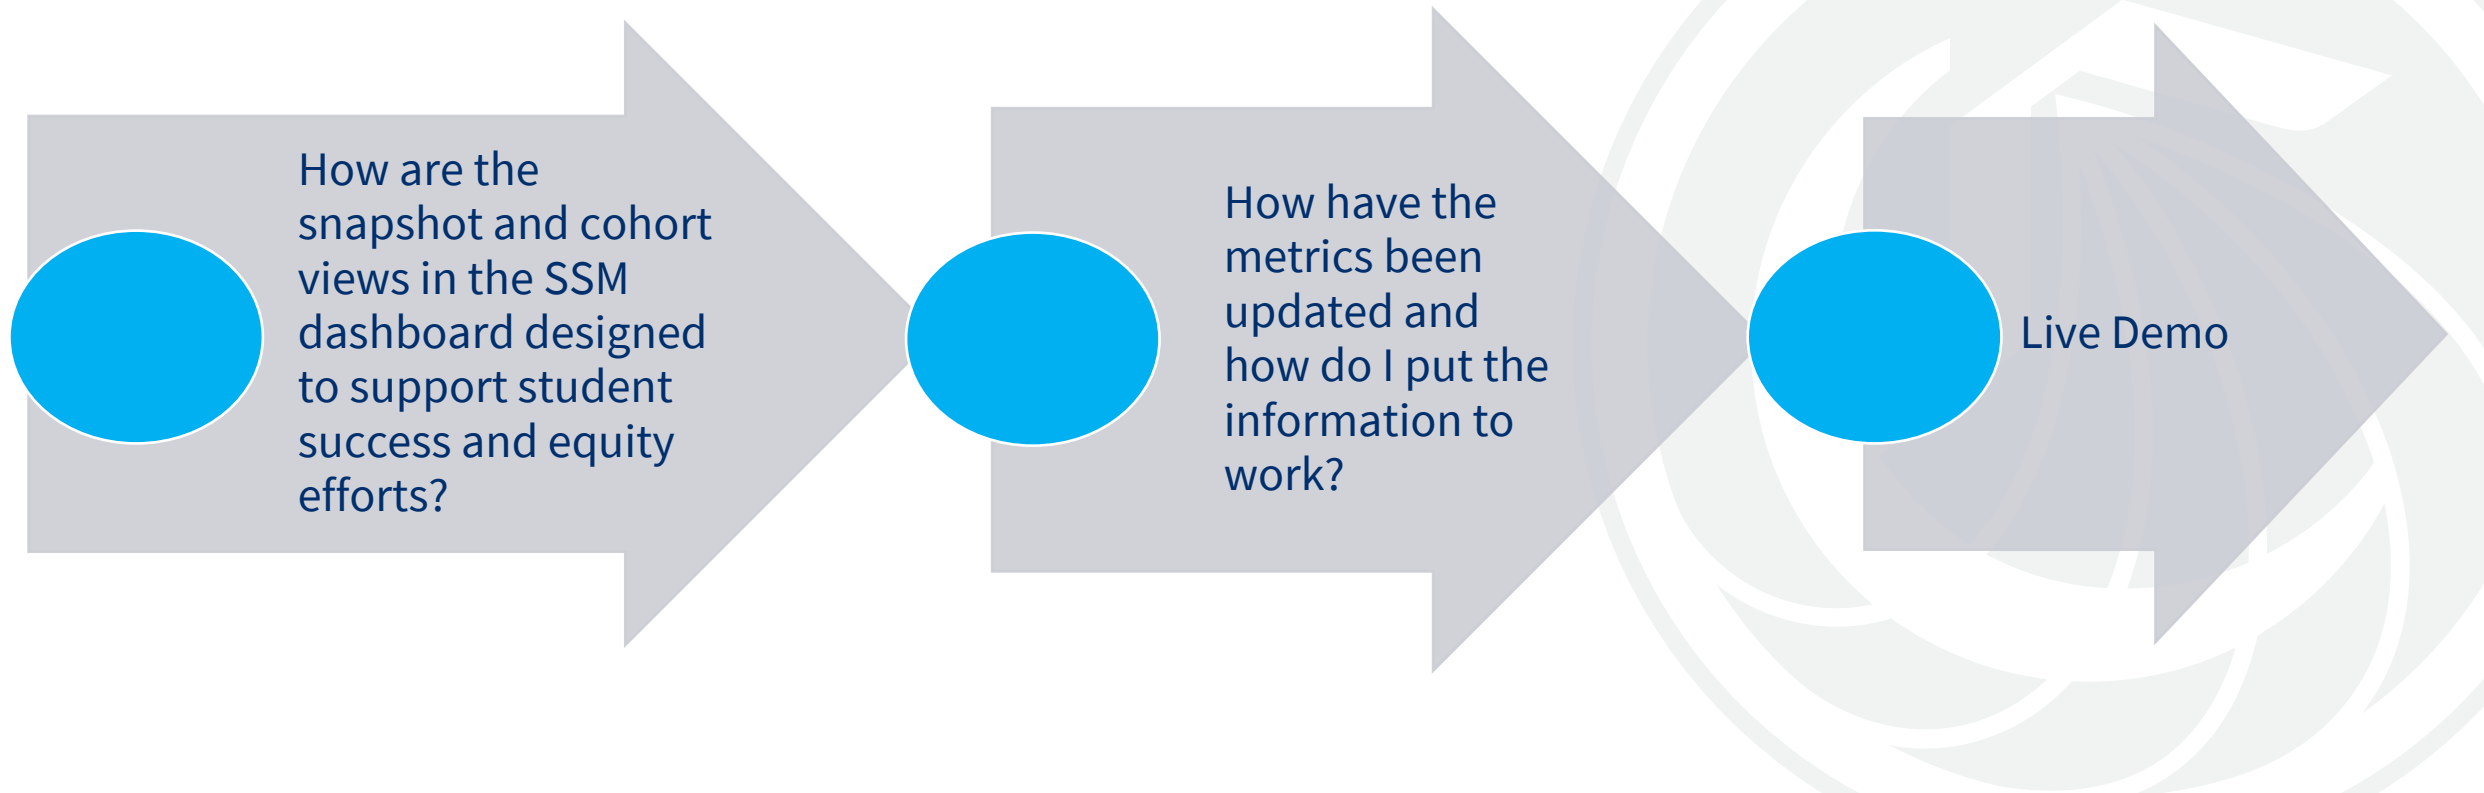 How are the
snapshot and cohort
views in the SSM
dashboard designed
to support student
success and equity
efforts?
How have the
metrics been
updated and
how do I put the
information to
work?
Live Demo